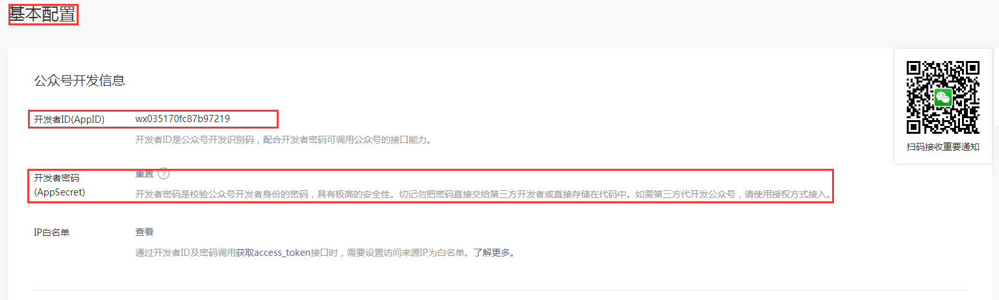 基本配置
公众号开发信息
开发者ID(AppID) wx035170fc87b97219
开发者ID是公众号开发识别码，配合开发者密码可调用公众号的接口能力。
扫码接收重要通知
开发者密码 重置 ?
(AppSecret)
开发者密码是校验公众号开发者身份的密码，具有极高的安全性。切记勿把密码直接交给第三方开发者或直接存储在代码中。如需第三方代开发公众号，请使用授权方式接入。
IP白名单 查看
通过开发者ID及密码调用获取access_token接口时，需要设置访问来源IP为白名单。了解更多。